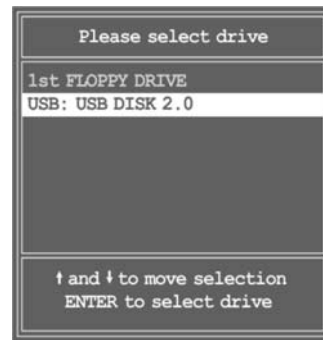 Please select drive
1st FLOPPY DRIVE
USB: USB DISK 2.0
↑ and ↓ to move selection
ENTER to select drive